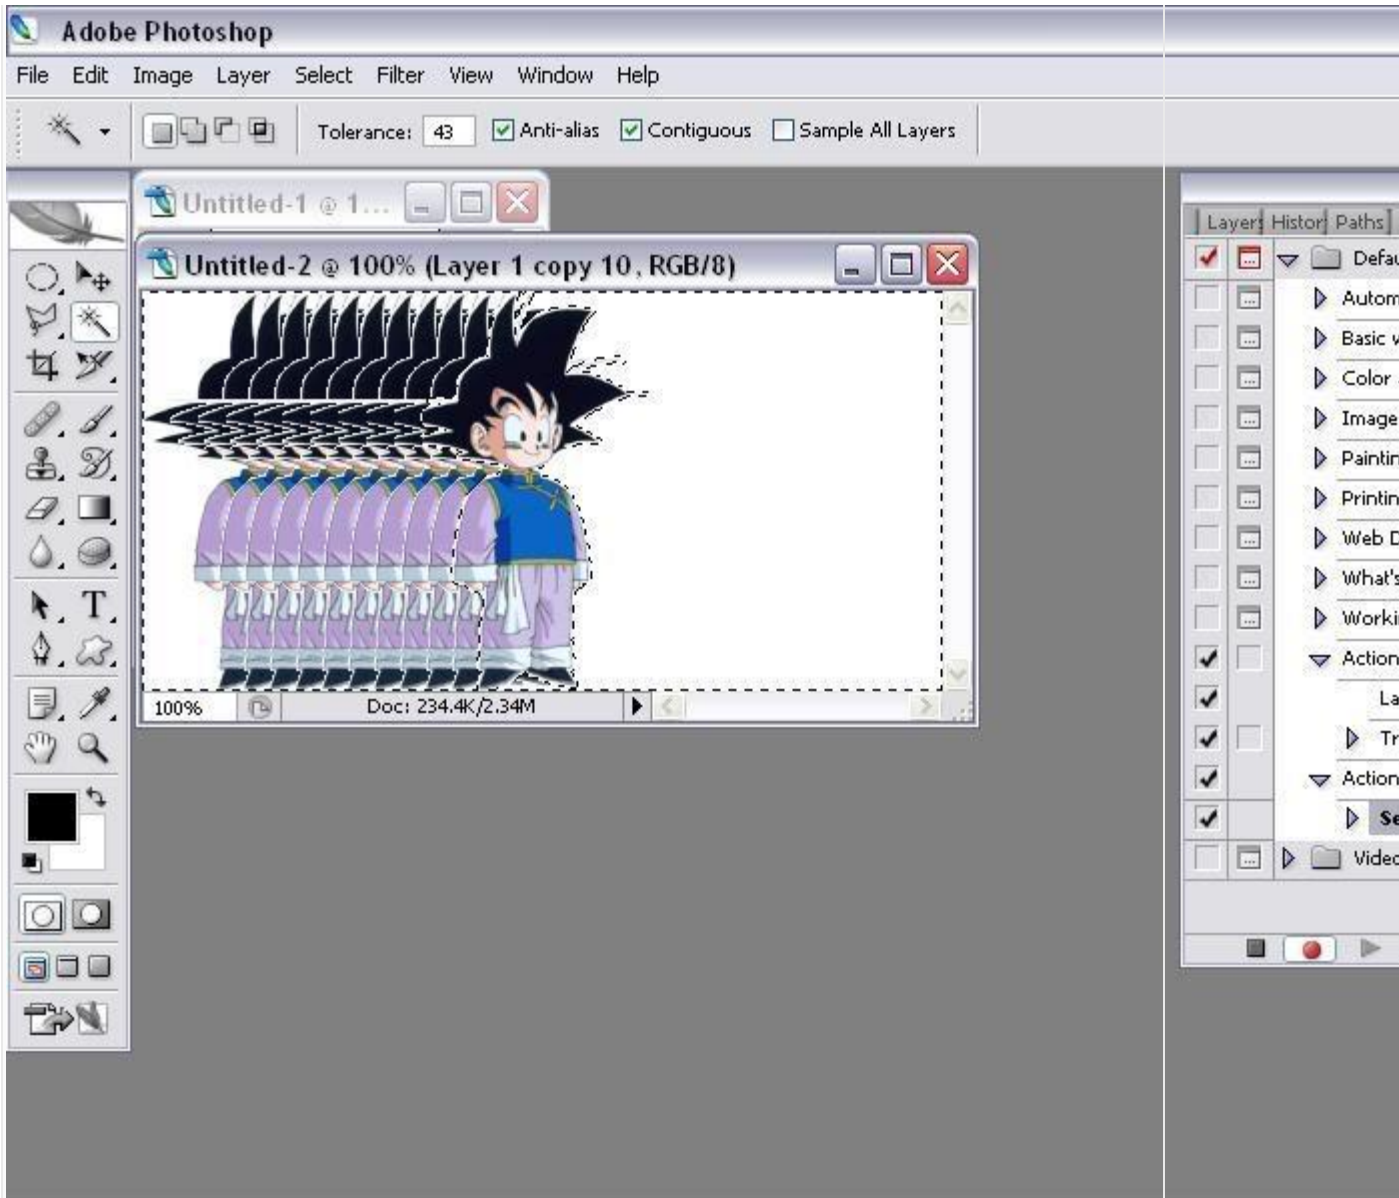 Adobe Photoshop
File Edit Image Layer Select Filter View Window Help
Tolerance: 43 Anti-alias Contiguous Sample All Layers
Untitled-1 @ 1...
Untitled-2 @ 100% (Layer 1 copy 10, RGB/8)
100% Doc: 234.4K/2.34M
Layers Histor Paths
Defau
Autom
Basic v
Color
Image
Paintin
Printin
Web D
What's
Workin
Action
La
Tr
Action
Se
Video
T